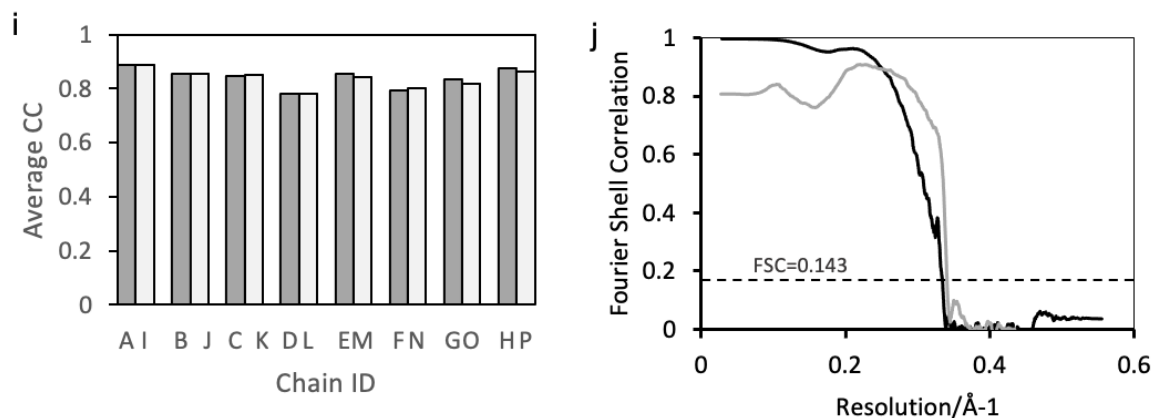 i
Average CC
1
0.8
0.6
0.4
0.2
0
A I B J C K D L E M F N G O H P
Chain ID
j
Fourier Shell Correlation
1
0.8
0.6
0.4
0.2
0
FSC=0.143
0 0.2 0.4 0.6
Resolution/Å-1